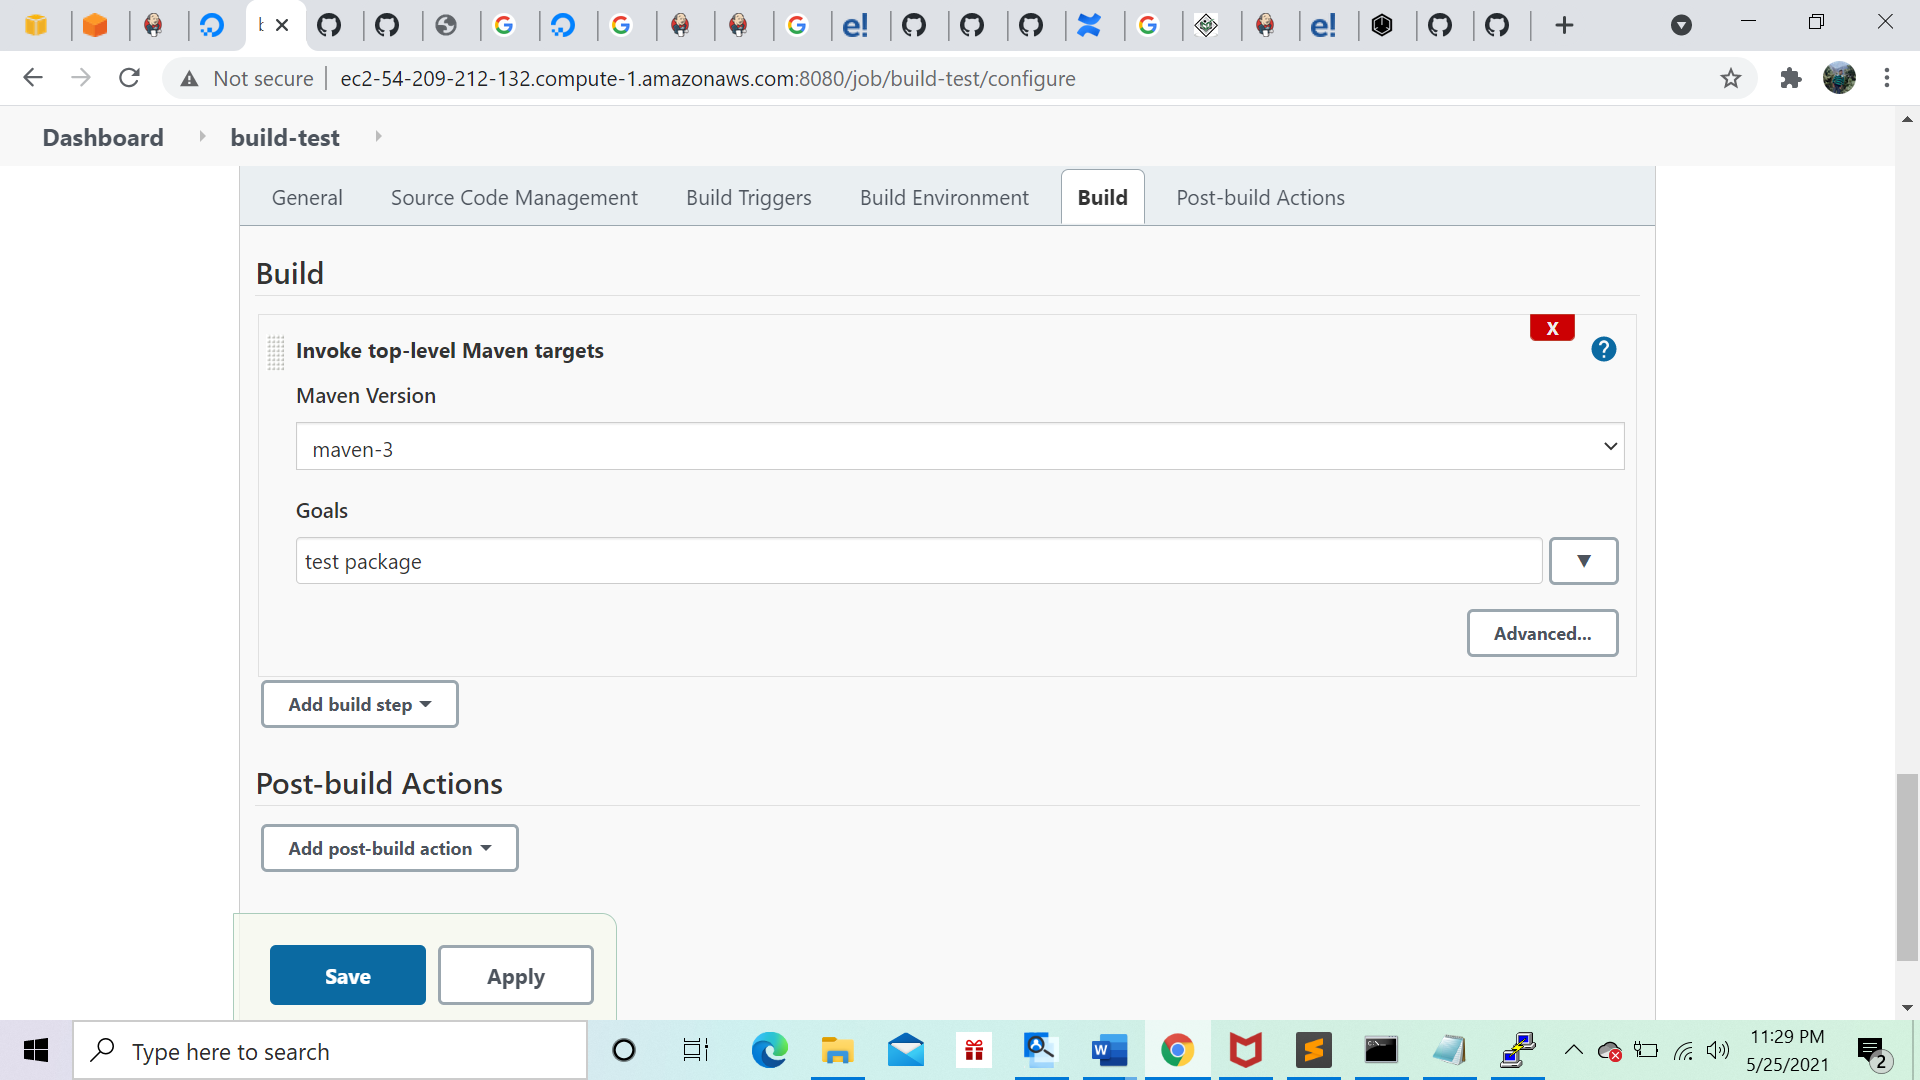 Not secure
ec2-54-209-212-132.compute-1.amazonaws.com:8080/job/build-test/configure
Dashboard
build-test
General
Source Code Management
Build Triggers
Build Environment
Build
Post-build Actions
Build
X
Invoke top-level Maven targets
?
Maven Version
maven-3
Goals
test package
Advanced...
Add build step
Post-build Actions
Add post-build action
Save
Apply
Type here to search
11:29 PM
5/25/2021
2